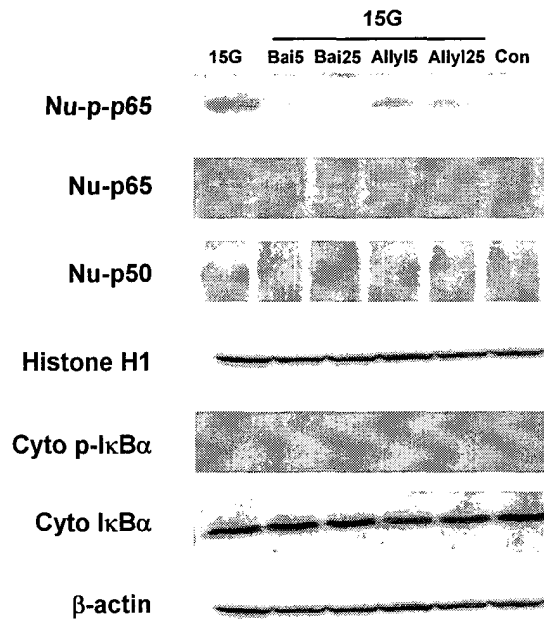 15G
15G Bai5 Bai25 Allyl5 Allyl25 Con
Nu-p-p65
Nu-p65
Nu-p50
Histone H1
Cyto p-IκBα
Cyto IκBα
β-actin